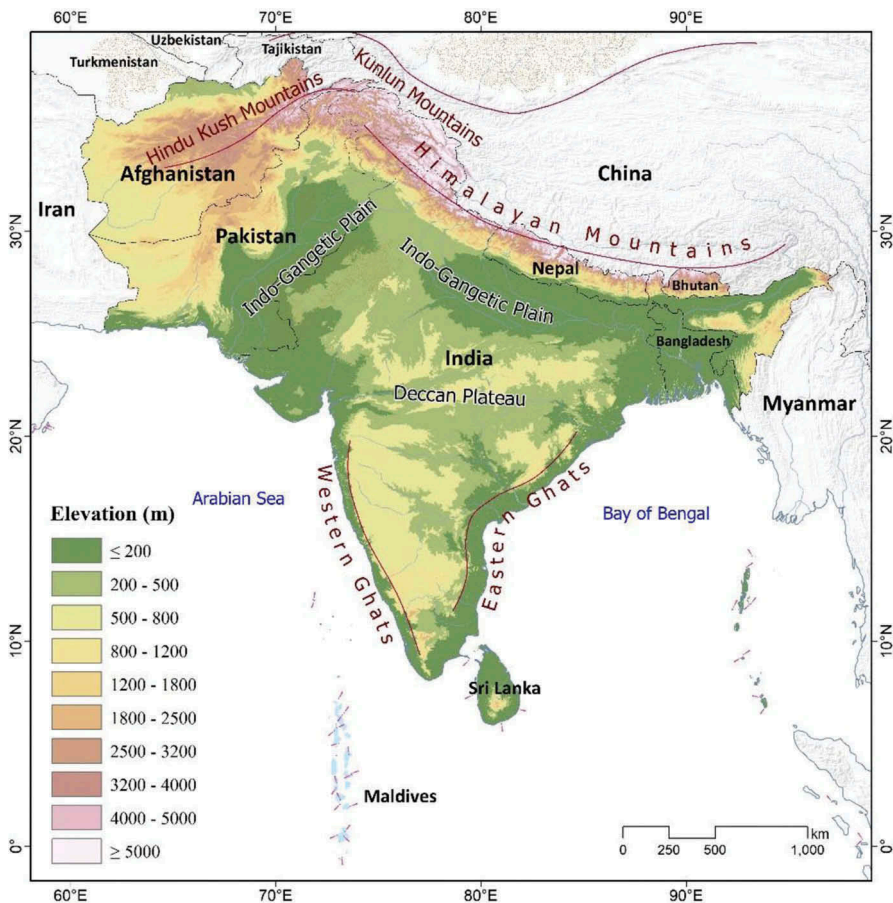 60°E
70°E
80°E
90°E
Uzbekistan
Tajikistan
Turkmenistan
Kunlun Mountains
Hindu Kush Mountains
Afghanistan
China
Iran
Himalayan Mountains
30°N
30°N
Pakistan
Indo-Gangetic Plain
Indo-Gangetic Plain
Nepal
Bhutan
Bangladesh
India
Deccan Plateau
Myanmar
20°N
20°N
Arabian Sea
Western Ghats
Eastern Ghats
Bay of Bengal
Elevation (m)
≤ 200
200 - 500
500 - 800
800 - 1200
1200 - 1800
1800 - 2500
2500 - 3200
3200 - 4000
4000 - 5000
≥ 5000
10°N
10°N
Sri Lanka
Maldives
km
0 250 500 1,000
0°
0°
60°E
70°E
80°E
90°E